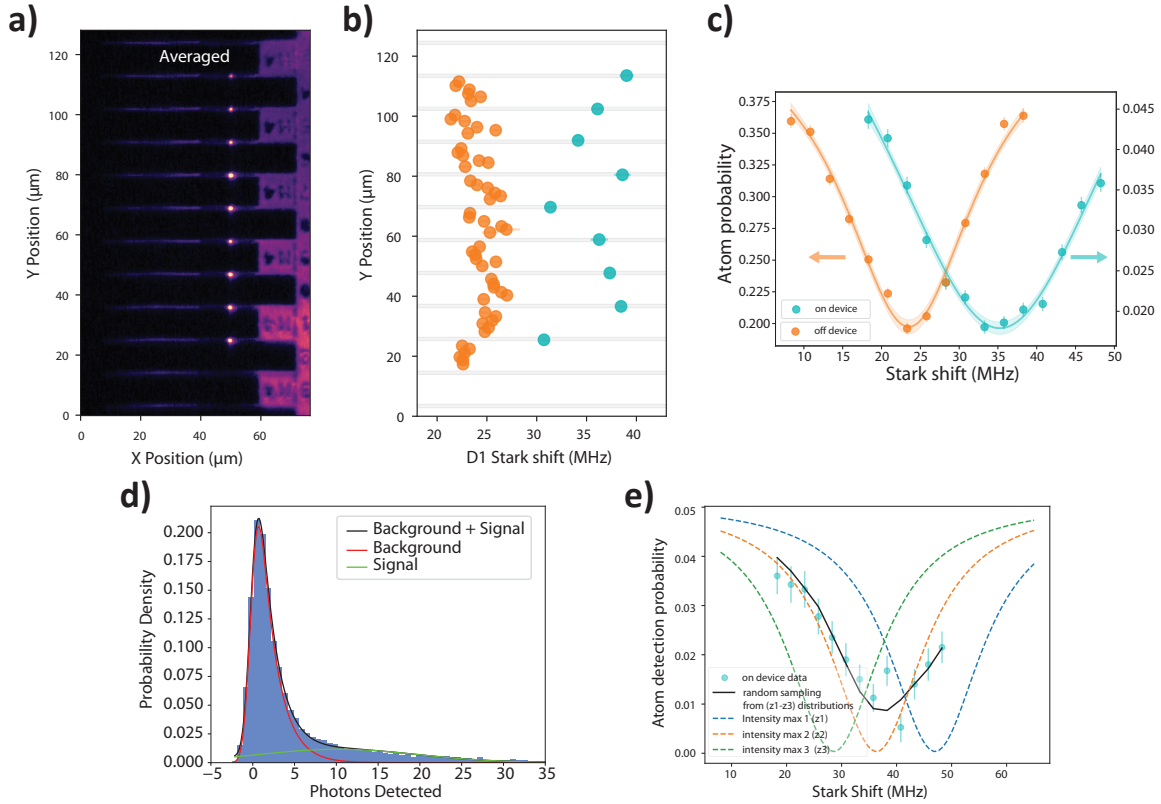 a)
Averaged
Y Position (µm)
120
100
80
60
40
20
0
0
20
40
60
X Position (µm)
b)
Y Position (µm)
120
100
80
60
40
20
0
20
25
30
35
40
D1 Stark shift (MHz)
c)
Atom probability
0.375
0.350
0.325
0.300
0.275
0.250
0.225
0.200
0.045
0.040
0.035
0.030
0.025
0.020
on device
off device
10
15
20
25
30
35
40
45
50
Stark shift (MHz)
d)
Probability Density
0.200
0.175
0.150
0.125
0.100
0.075
0.050
0.025
0.000
Background + Signal
Background
Signal
−5
0
5
10
15
20
25
30
35
Photons Detected
e)
Atom detection probability
0.05
0.04
0.03
0.02
0.01
0.00
on device data
random sampling
from (z1-z3) distributions
Intensity max 1 (z1)
intensity max 2 (z2)
intensity max 3 (z3)
10
20
30
40
50
60
Stark Shift (MHz)